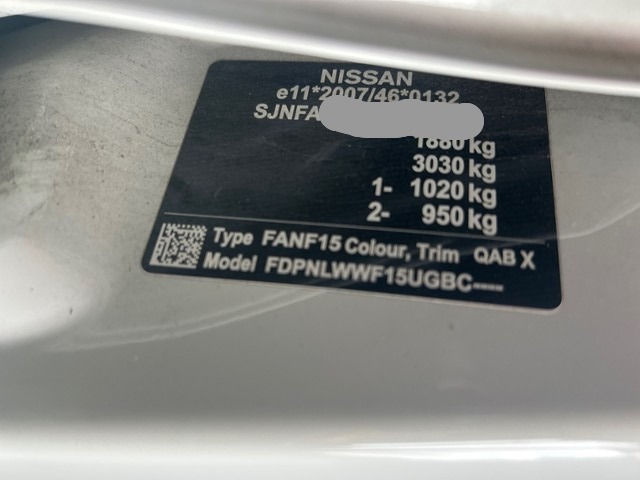 NISSAN
e11*2007/46*0132
SJNFA
1880 kg
3030 kg
1- 1020 kg
2- 950 kg
Type FANF15 Colour, Trim QAB X
Model FDPNLWWF15UGBC----